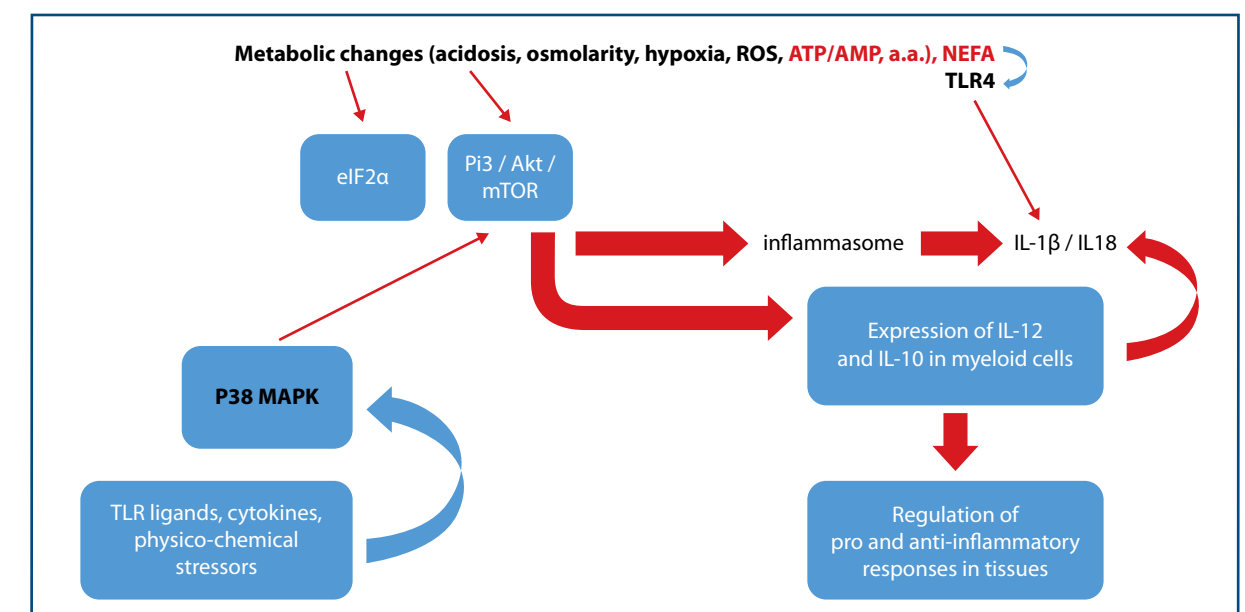 Metabolic changes (acidosis, osmolarity, hypoxia, ROS, ATP/AMP, a.a.), NEFA
TLR4
eIF2α
Pi3 / Akt /
mTOR
inflammasome
IL-1β / IL18
Expression of IL-12
and IL-10 in myeloid cells
P38 MAPK
TLR ligands, cytokines,
physico-chemical
stressors
Regulation of
pro and anti-inflammatory
responses in tissues